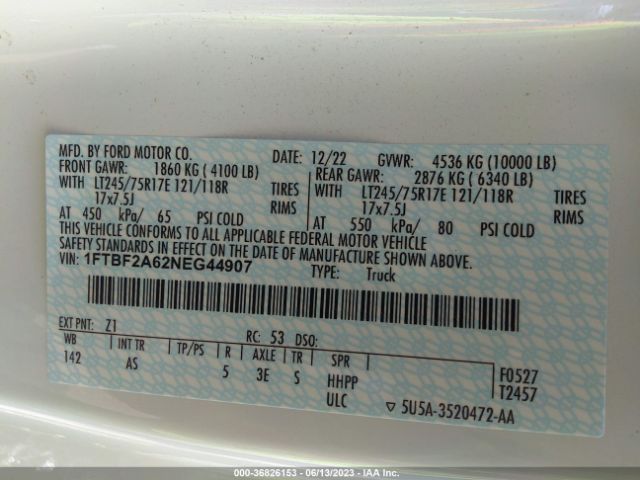 MFD. BY FORD MOTOR CO.
DATE: 12/22 GVWR: 4536 KG (10000 LB)
FRONT GAWR: 1860 KG (4100 LB)
REAR GAWR: 2876 KG (6340 LB)
WITH LT245/75R17E 121/118R TIRES
WITH LT245/75R17E 121/118R TIRES
17x7.5J RIMS
17x7.5J RIMS
AT 450 kPa/ 65 PSI COLD
AT 550 kPa/ 80 PSI COLD
THIS VEHICLE CONFORMS TO ALL APPLICABLE FEDERAL MOTOR VEHICLE
SAFETY STANDARDS IN EFFECT ON THE DATE OF MANUFACTURE SHOWN ABOVE.
VIN: 1FTBF2A62NEG44907
TYPE: Truck
EXT PNT: Z1 RC: 53 DSO:
WB INT TR TP/PS R AXLE TR SPR
142 AS 5 3E S HHPP
ULC
F0527
T2457
5U5A-3520472-AA
000-36826153 - 06/13/2023 - IAA Inc.